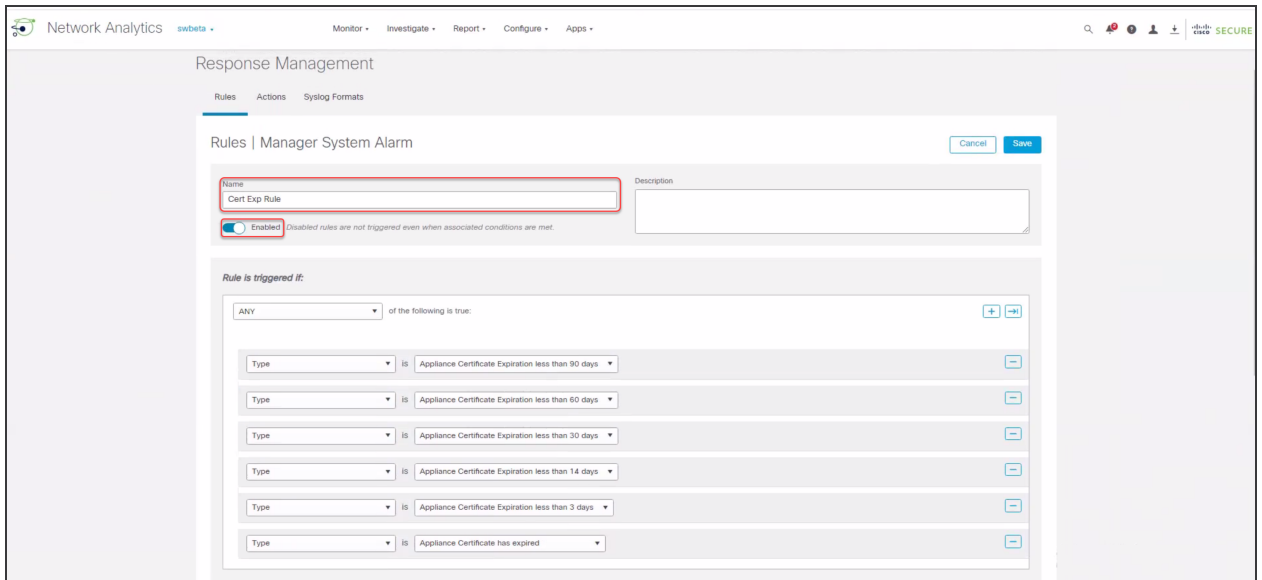 Network Analytics swbeta Monitor Investigate Report Configure Apps 2 cisco SECURE
Response Management
Rules Actions Syslog Formats
Rules | Manager System Alarm Cancel Save
Name Description
Cert Exp Rule
Enabled Disabled rules are not triggered even when associated conditions are met.
Rule is triggered if:
ANY of the following is true:
Type is Appliance Certificate Expiration less than 90 days
Type is Appliance Certificate Expiration less than 60 days
Type is Appliance Certificate Expiration less than 30 days
Type is Appliance Certificate Expiration less than 14 days
Type is Appliance Certificate Expiration less than 3 days
Type is Appliance Certificate has expired